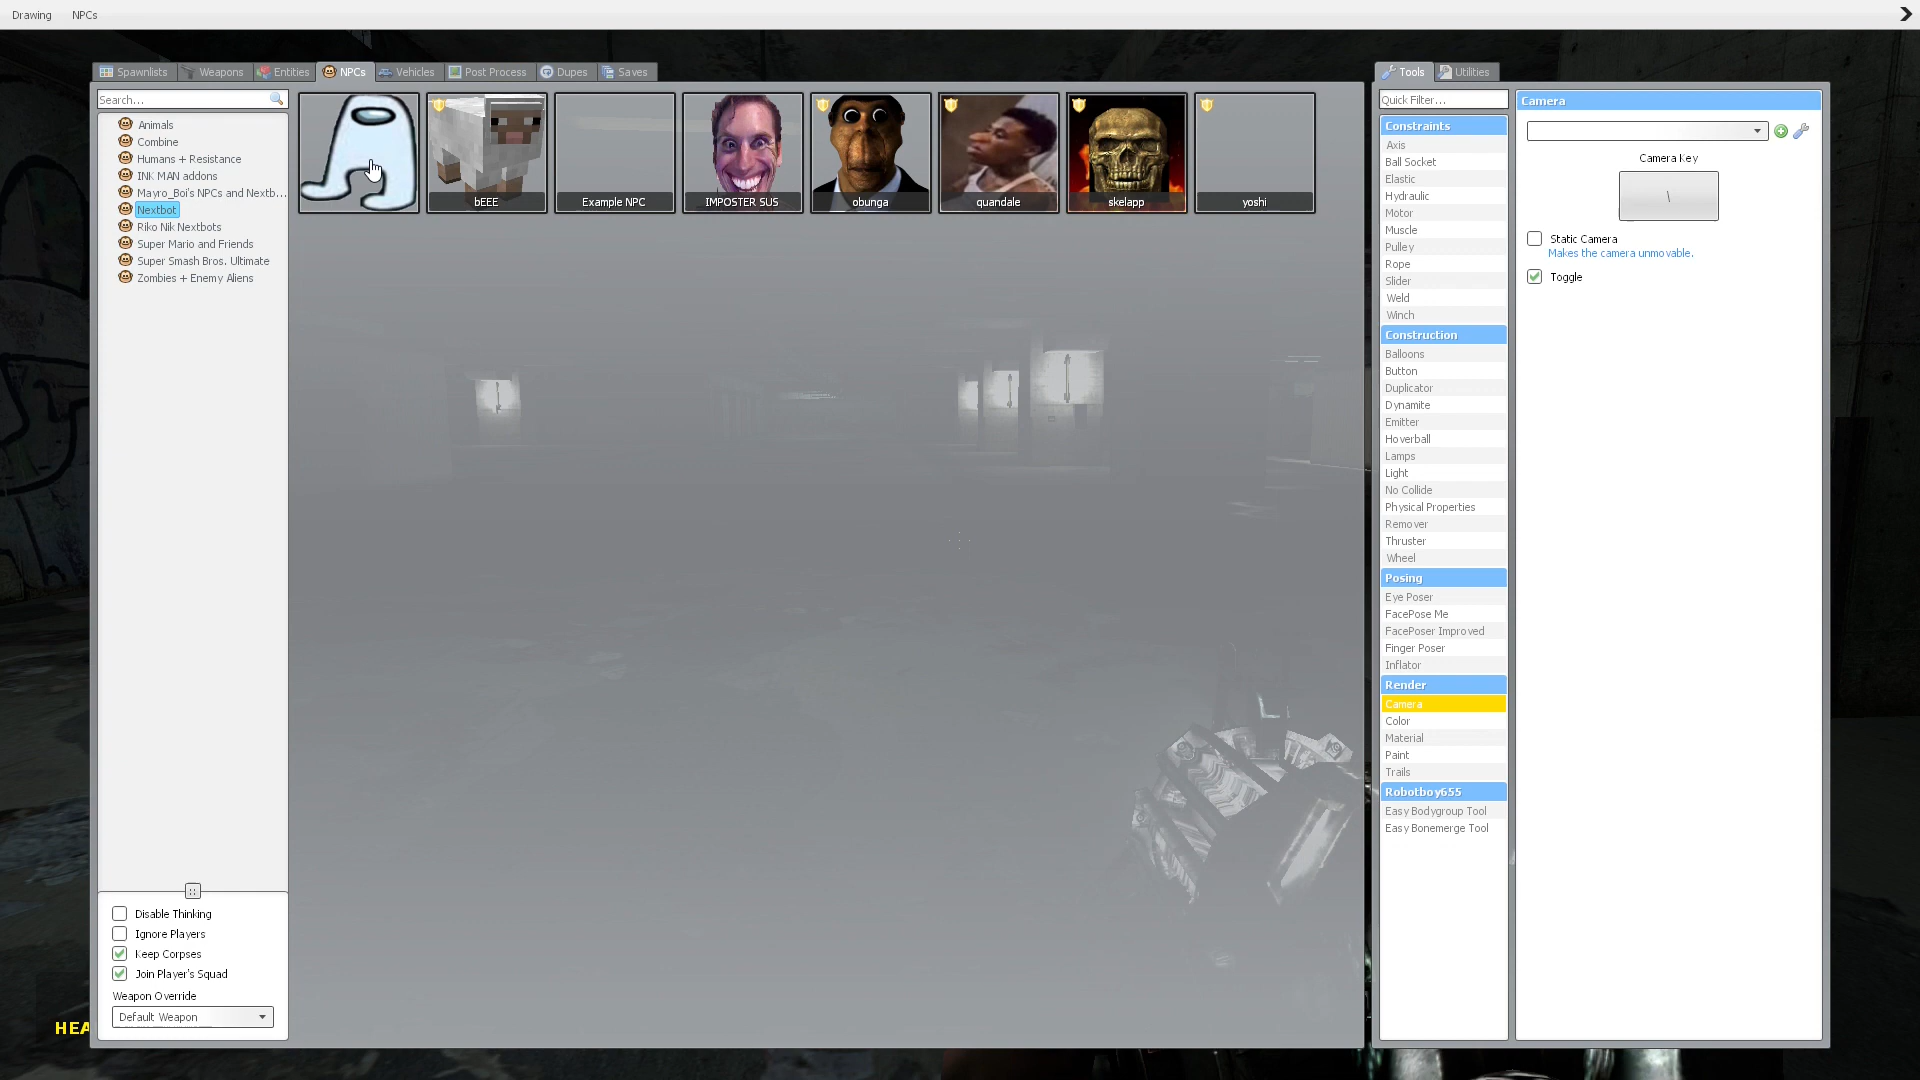 Drawing NPCs
Spawnlists Weapons Entities NPCs Vehicles Post Process Dupes Saves
Tools Utilities
Search...
Animals
Combine
Humans + Resistance
INK MAN addons
Mayro_Boi's NPCs and Nextb...
Nextbot
Riko Nik Nextbots
Super Mario and Friends
Super Smash Bros. Ultimate
Zombies + Enemy Aliens
bEEE
Example NPC
IMPOSTER SUS
obunga
quandale
skelapp
yoshi
Disable Thinking
Ignore Players
Keep Corpses
Join Player's Squad
Weapon Override
Default Weapon
HEA
Quick Filter...
Constraints
Axis
Ball Socket
Elastic
Hydraulic
Motor
Muscle
Pulley
Rope
Slider
Weld
Winch
Construction
Balloons
Button
Duplicator
Dynamite
Emitter
Hoverball
Lamps
Light
No Collide
Physical Properties
Remover
Thruster
Wheel
Posing
Eye Poser
FacePose Me
FacePoser Improved
Finger Poser
Inflator
Render
Camera
Color
Material
Paint
Trails
Robotboy655
Easy Bodygroup Tool
Easy Bonemerge Tool
Camera
Camera Key
\
Static Camera
Makes the camera unmovable.
Toggle